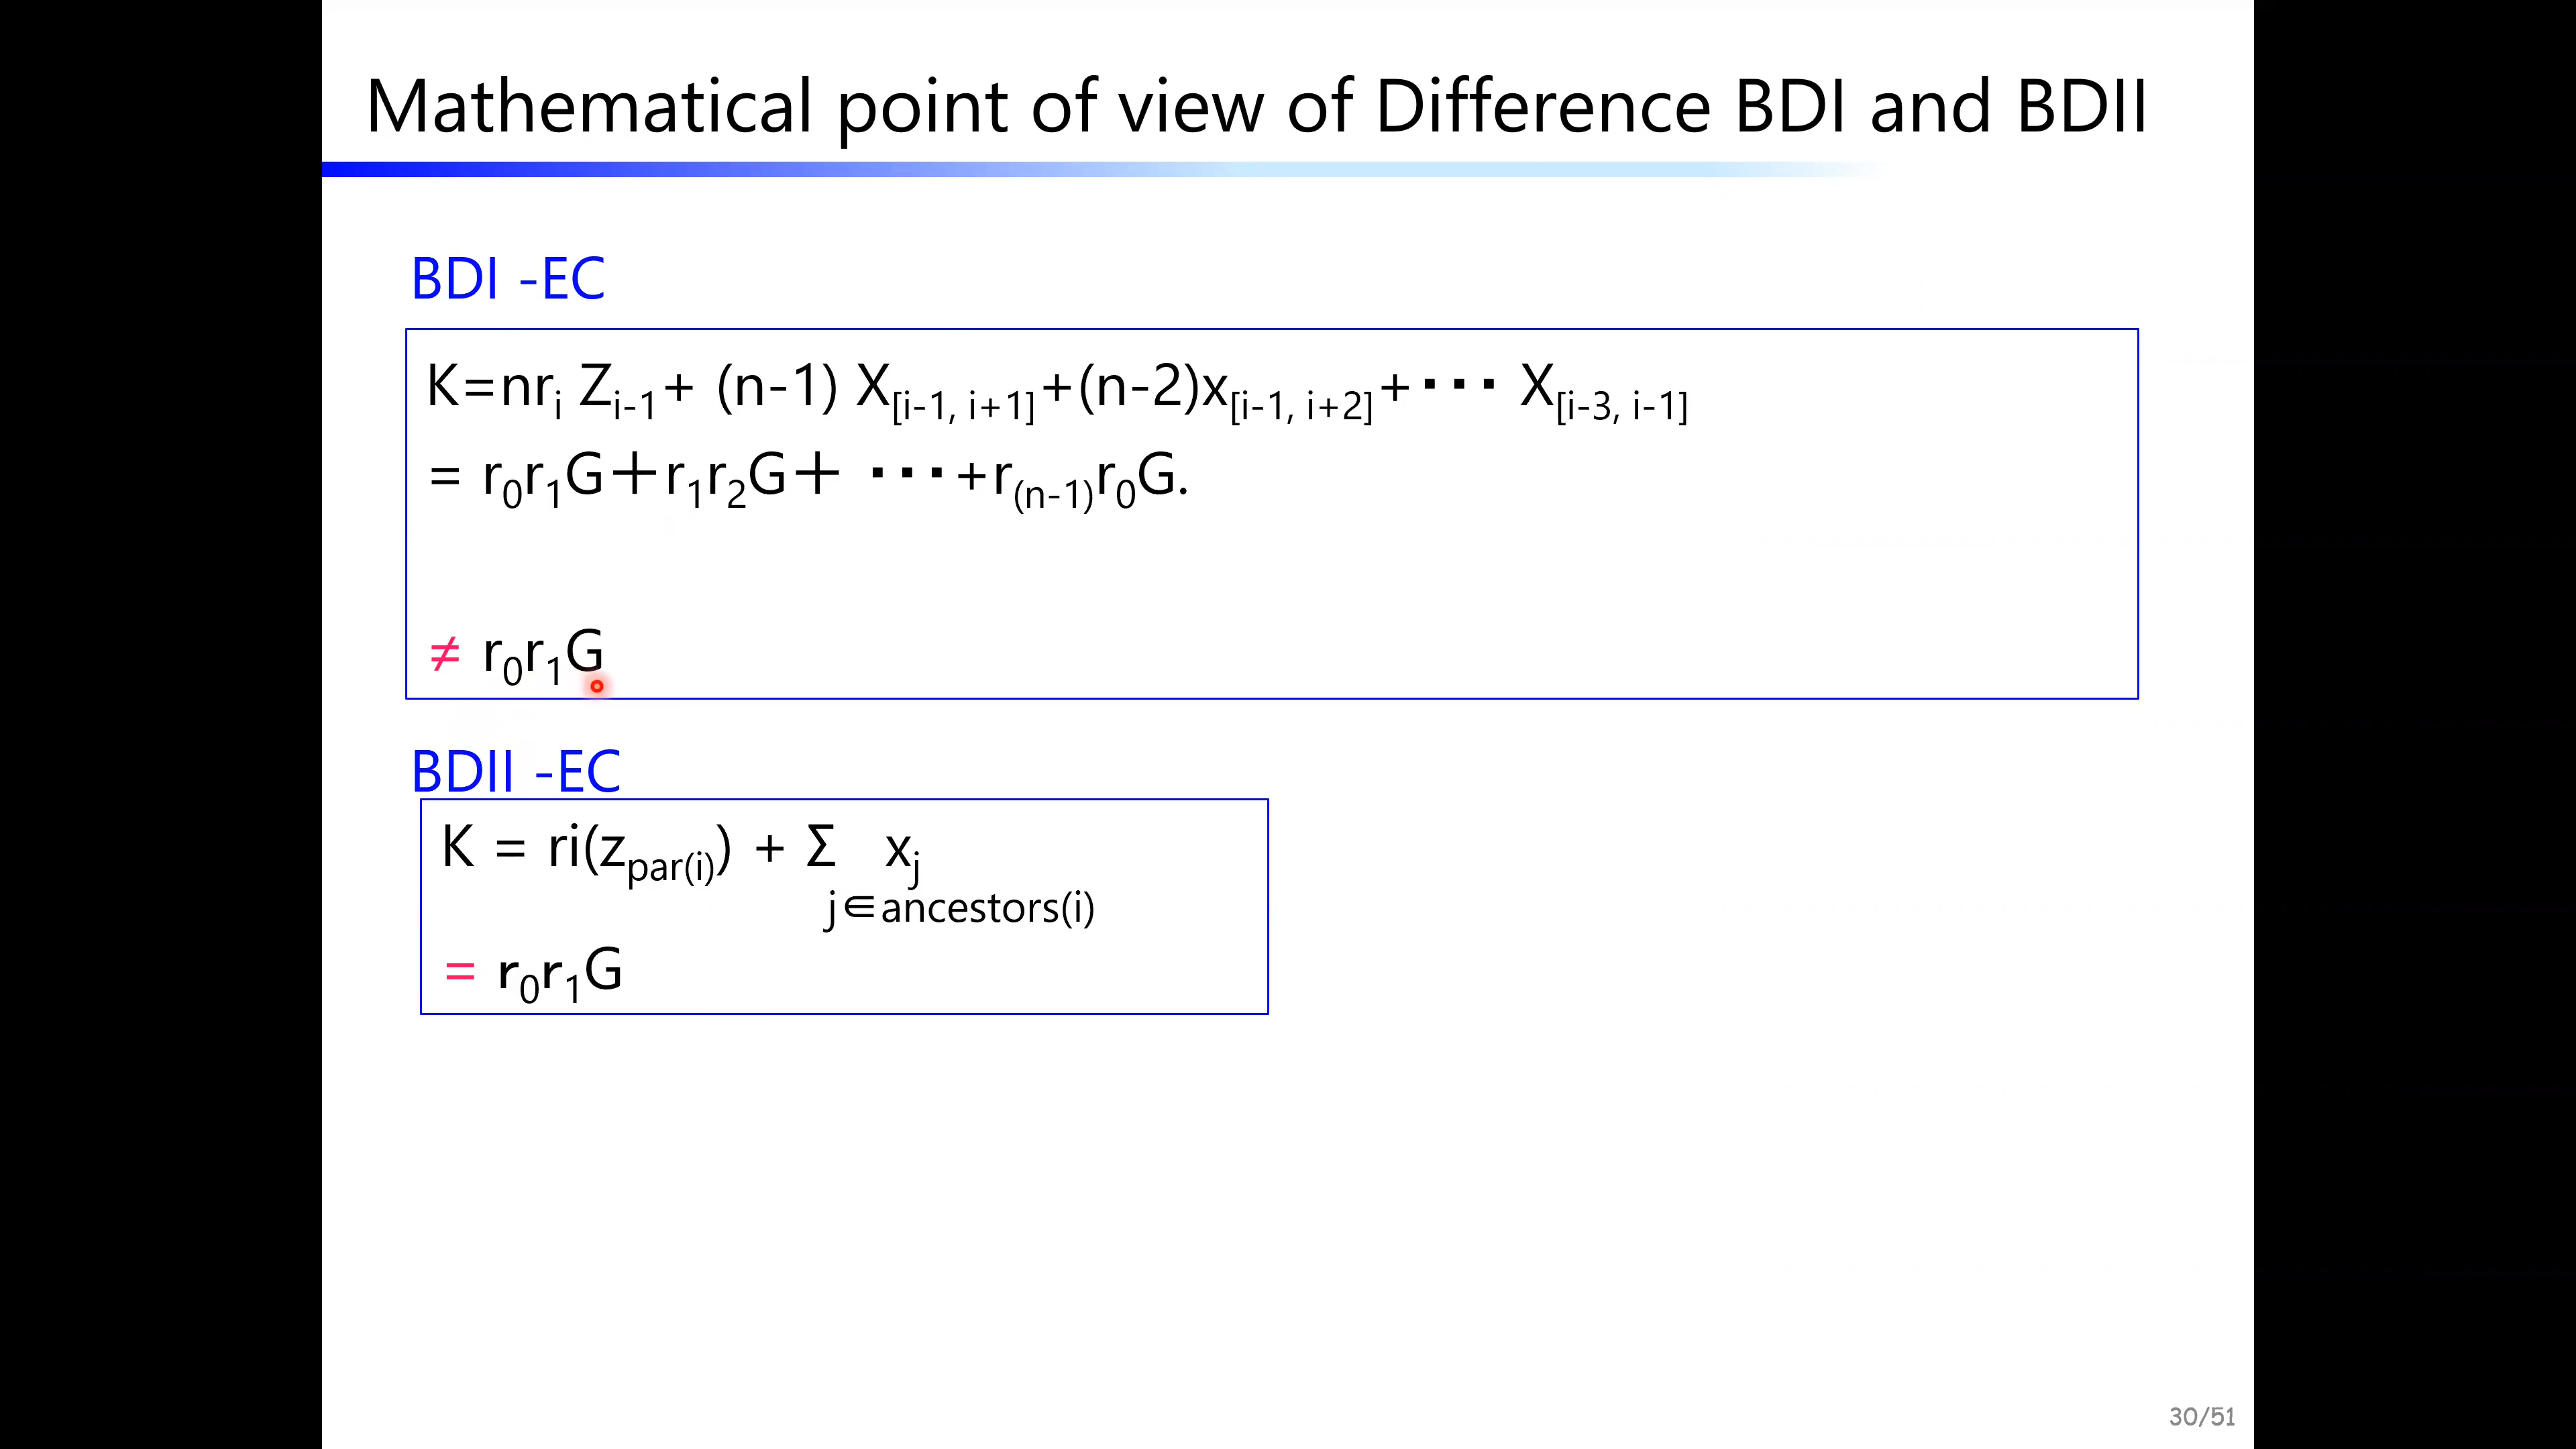 Mathematical point of view of Difference BDI and BDII
BDI -EC
K=nrᵢ Zᵢ₋₁+ (n-1) X[i-1, i+1]+(n-2)x[i-1, i+2]+・・・ X[i-3, i-1]
= r₀r₁G＋r₁r₂G＋ ・・・+r₍ₙ₋₁₎r₀G.
≠ r₀r₁G
BDII -EC
K = ri(z_par(i)) + Σ xⱼ
j∈ancestors(i)
= r₀r₁G
30/51